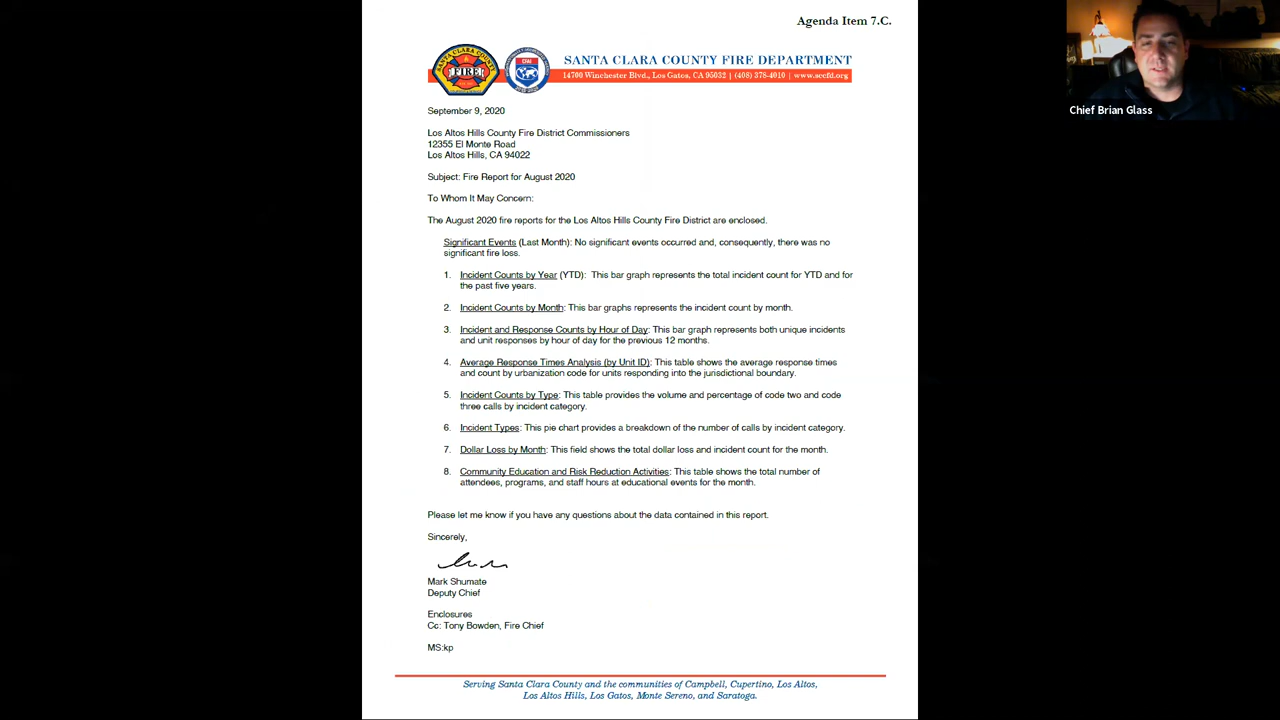 Agenda Item 7.C.
SANTA CLARA COUNTY FIRE DEPARTMENT
14700 Winchester Blvd., Los Gatos, CA 95032 | (408) 378-4010 | www.sccfd.org
SANTA CLARA COUNTY
FIRE
CFAI
September 9, 2020
Los Altos Hills County Fire District Commissioners
12355 El Monte Road
Los Altos Hills, CA 94022
Subject: Fire Report for August 2020
To Whom It May Concern:
The August 2020 fire reports for the Los Altos Hills County Fire District are enclosed.
Significant Events (Last Month): No significant events occurred and, consequently, there was no
significant fire loss.
1. Incident Counts by Year (YTD): This bar graph represents the total incident count for YTD and for
the past five years.
2. Incident Counts by Month: This bar graphs represents the incident count by month.
3. Incident and Response Counts by Hour of Day: This bar graph represents both unique incidents
and unit responses by hour of day for the previous 12 months.
4. Average Response Times Analysis (by Unit ID): This table shows the average response times
and count by urbanization code for units responding into the jurisdictional boundary.
5. Incident Counts by Type: This table provides the volume and percentage of code two and code
three calls by incident category.
6. Incident Types: This pie chart provides a breakdown of the number of calls by incident category.
7. Dollar Loss by Month: This field shows the total dollar loss and incident count for the month.
8. Community Education and Risk Reduction Activities: This table shows the total number of
attendees, programs, and staff hours at educational events for the month.
Please let me know if you have any questions about the data contained in this report.
Sincerely,
Mark Shumate
Deputy Chief
Enclosures
Cc: Tony Bowden, Fire Chief
MS:kp
Serving Santa Clara County and the communities of Campbell, Cupertino, Los Altos,
Los Altos Hills, Los Gatos, Monte Sereno, and Saratoga.
Chief Brian Glass